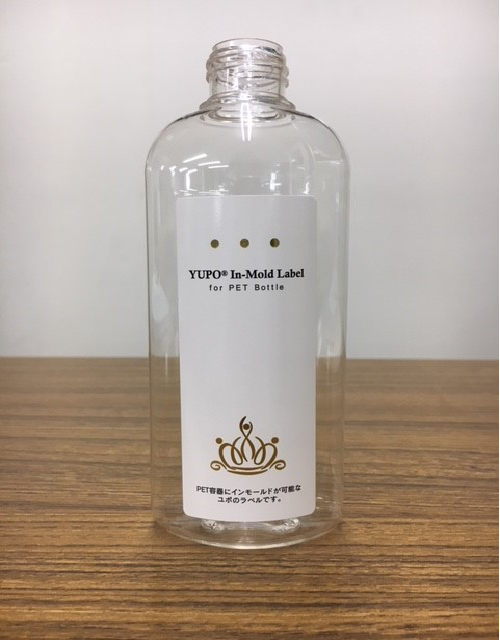 YUPO® In-Mold Label
for PET Bottle
PET容器にインモールドが可能な
ユポのラベルです。